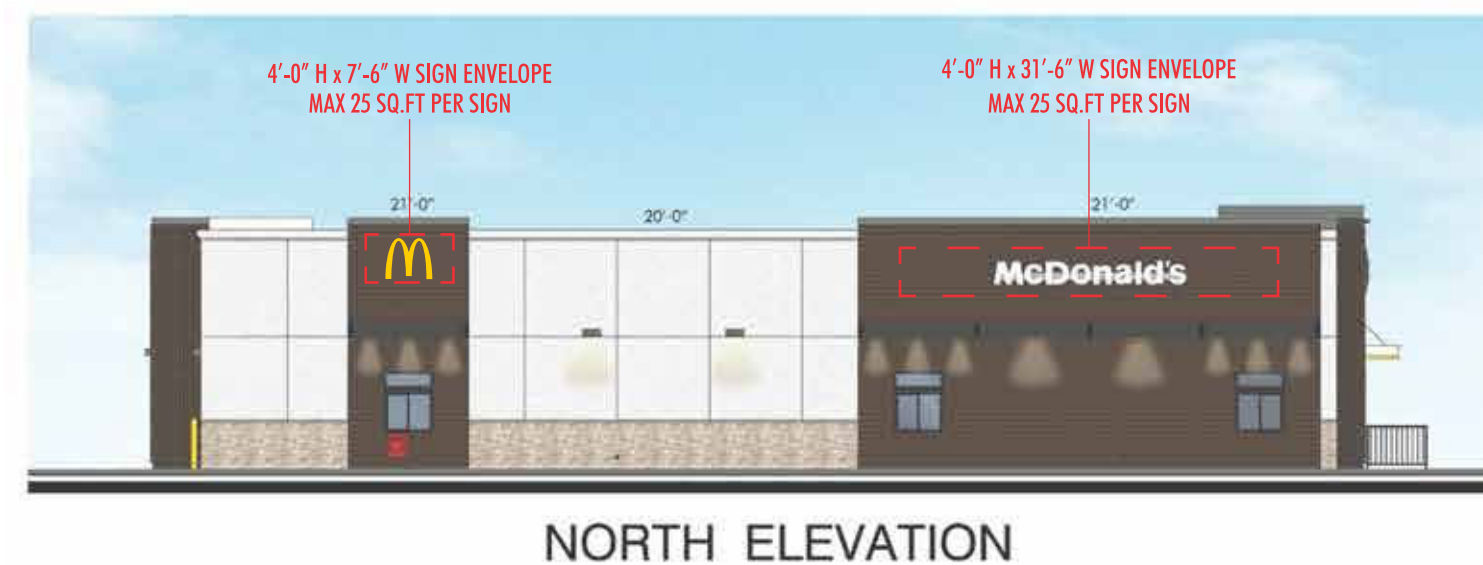 4'-0" H x 7'-6" W SIGN ENVELOPE
MAX 25 SQ.FT PER SIGN
4'-0" H x 31'-6" W SIGN ENVELOPE
MAX 25 SQ.FT PER SIGN
21'-0"
20'-0"
21'-0"
McDonald's
NORTH ELEVATION